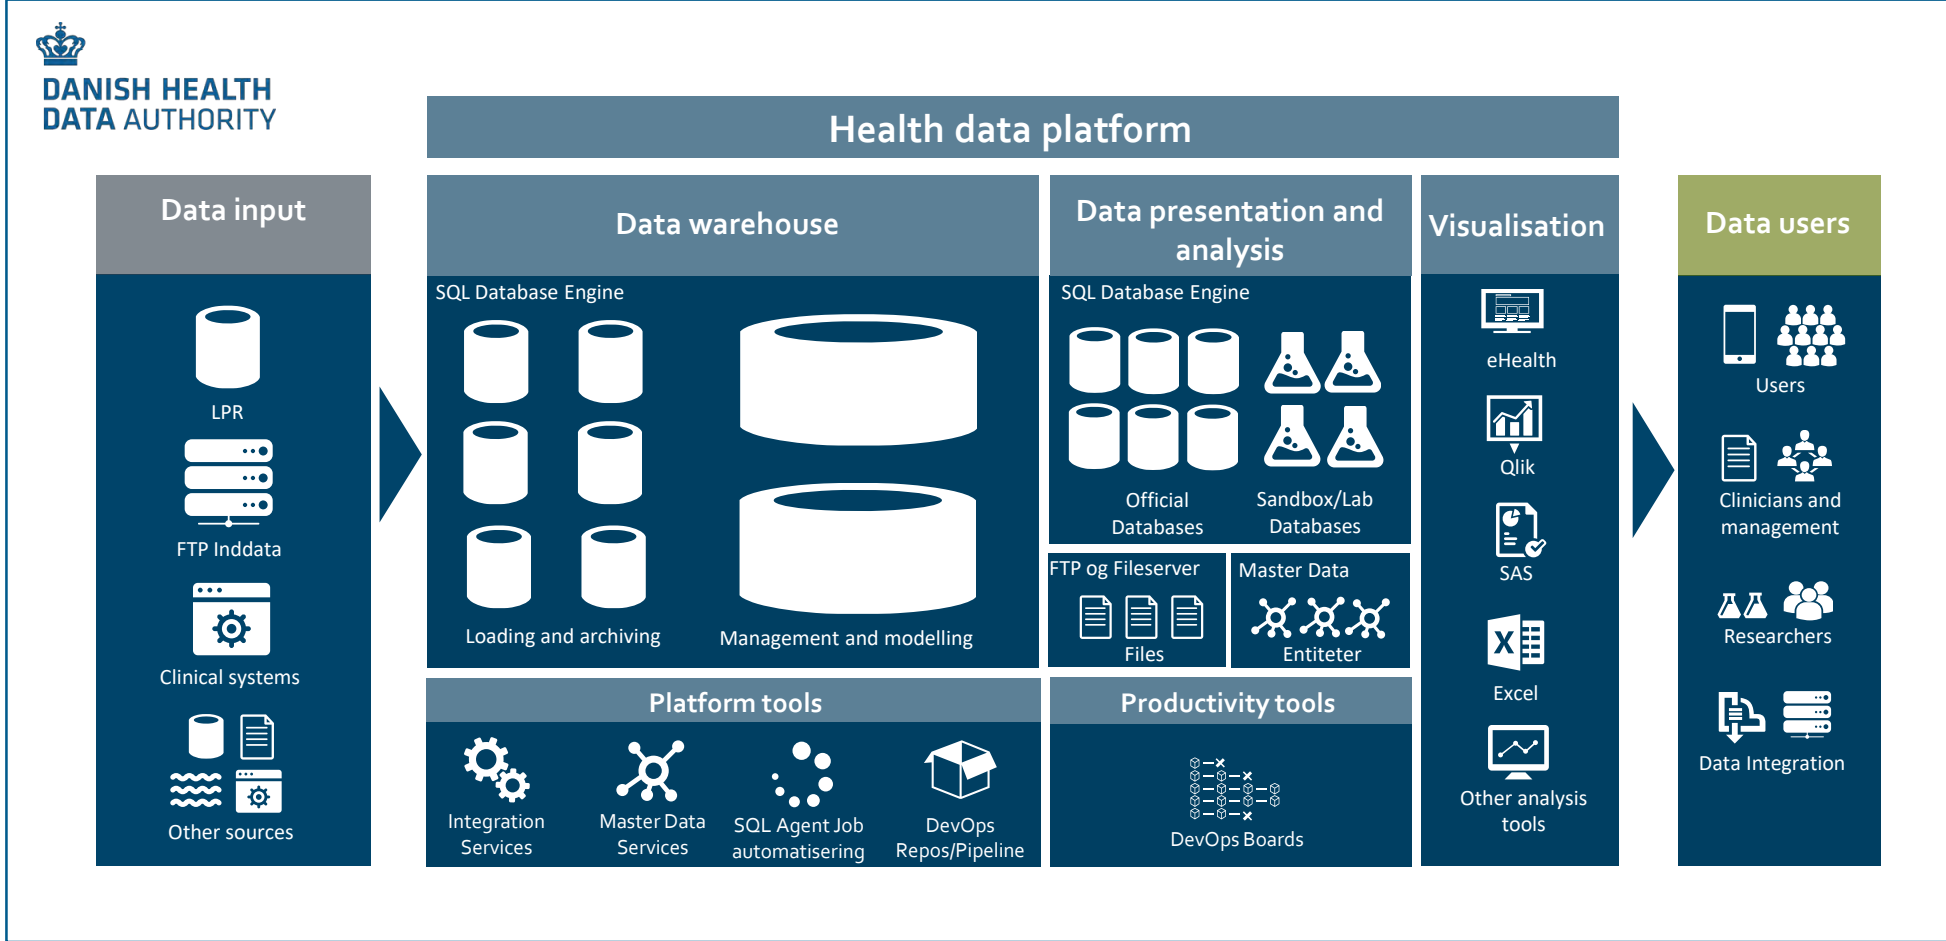 DANISH HEALTH
DATA AUTHORITY
Health data platform
Data input
LPR
FTP Inddata
Clinical systems
Other sources
Data warehouse
SQL Database Engine
Loading and archiving
Management and modelling
Platform tools
Integration
Services
Master Data
Services
SQL Agent Job
automatisering
DevOps
Repos/Pipeline
Data presentation and
analysis
SQL Database Engine
Official
Databases
Sandbox/Lab
Databases
FTP og Fileserver
Files
Master Data
Entiteter
Productivity tools
DevOps Boards
Visualisation
eHealth
Qlik
SAS
X
Excel
Other analysis
tools
Data users
Users
Clinicians and
management
Researchers
Data Integration